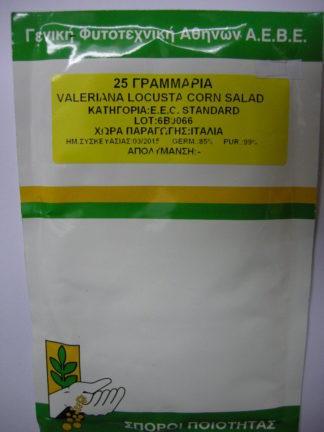 Γενική Φυτοτεχνική Αθηνών Α.Ε.Β.Ε.
25 ΓΡΑΜΜΑΡΙΑ
VALERIANA LOCUSTA CORN SALAD
ΚΑΤΗΓΟΡΙΑ:E.E.C. STANDARD
LOT:6B3066
ΧΩΡΑ ΠΑΡΑΓΩΓΗΣ:ΙΤΑΛΙΑ
ΗΜ.ΣΥΣΚΕΥΑΣΙΑΣ:03/2015 GERM.:85% PUR.:99%
ΑΠΟΛΥΜΑΝΣΗ:-
ΣΠΟΡΟΙ ΠΟΙΟΤΗΤΑΣ